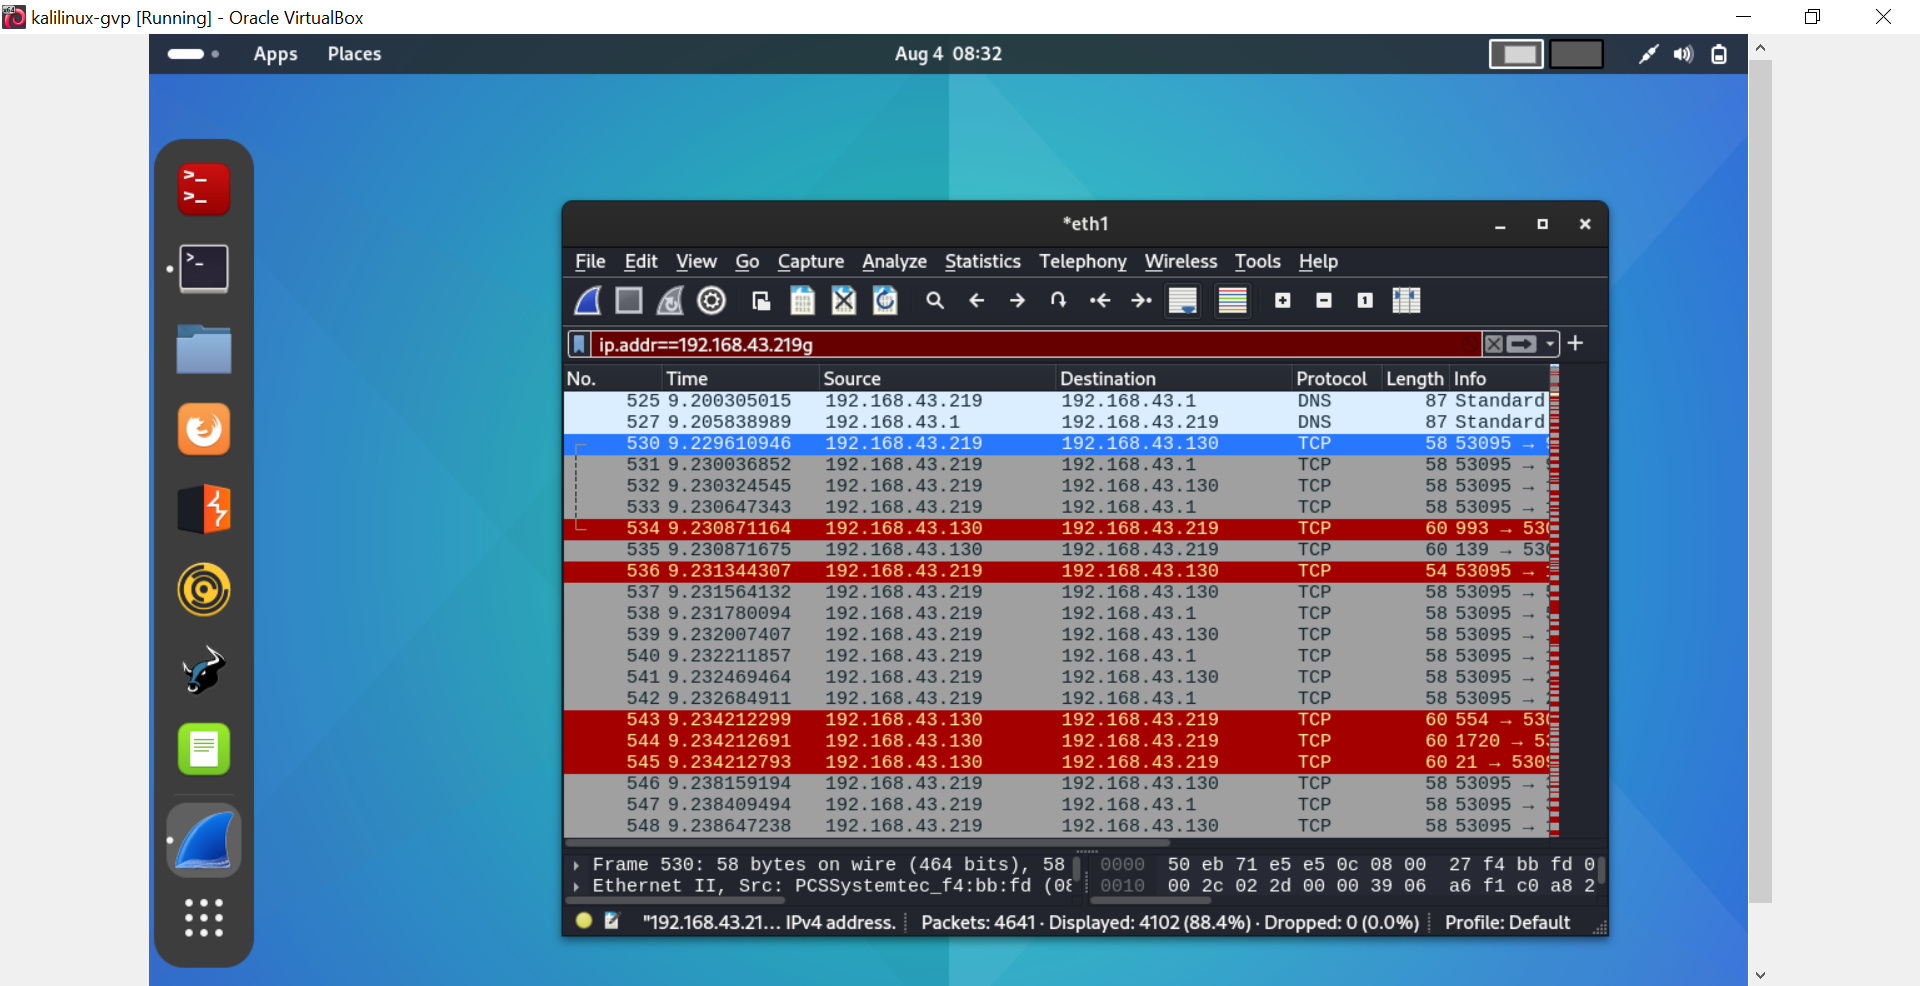 kalilinux-gvp [Running] - Oracle VirtualBox
Apps Places Aug 4 08:32
*eth1
File Edit View Go Capture Analyze Statistics Telephony Wireless Tools Help
ip.addr==192.168.43.219g
No. Time Source Destination Protocol Length Info
525 9.200305015 192.168.43.219 192.168.43.1 DNS 87 Standard
527 9.205838989 192.168.43.1 192.168.43.219 DNS 87 Standard
530 9.229610946 192.168.43.219 192.168.43.130 TCP 58 53095 →
531 9.230036852 192.168.43.219 192.168.43.1 TCP 58 53095 →
532 9.230324545 192.168.43.219 192.168.43.130 TCP 58 53095 →
533 9.230647343 192.168.43.219 192.168.43.1 TCP 58 53095 →
534 9.230871164 192.168.43.130 192.168.43.219 TCP 60 993 → 530
535 9.230871675 192.168.43.130 192.168.43.219 TCP 60 139 → 530
536 9.231344307 192.168.43.219 192.168.43.130 TCP 54 53095 →
537 9.231564132 192.168.43.219 192.168.43.130 TCP 58 53095 →
538 9.231780094 192.168.43.219 192.168.43.1 TCP 58 53095 →
539 9.232007407 192.168.43.219 192.168.43.130 TCP 58 53095 →
540 9.232211857 192.168.43.219 192.168.43.1 TCP 58 53095 →
541 9.232469464 192.168.43.219 192.168.43.130 TCP 58 53095 →
542 9.232684911 192.168.43.219 192.168.43.1 TCP 58 53095 →
543 9.234212299 192.168.43.130 192.168.43.219 TCP 60 554 → 530
544 9.234212691 192.168.43.130 192.168.43.219 TCP 60 1720 → 5
545 9.234212793 192.168.43.130 192.168.43.219 TCP 60 21 → 5309
546 9.238159194 192.168.43.219 192.168.43.130 TCP 58 53095 →
547 9.238409494 192.168.43.219 192.168.43.1 TCP 58 53095 →
548 9.238647238 192.168.43.219 192.168.43.130 TCP 58 53095 →
Frame 530: 58 bytes on wire (464 bits), 58 0000 50 eb 71 e5 e5 0c 08 00 27 f4 bb fd 0
Ethernet II, Src: PCSSystemtec_f4:bb:fd (08 0010 00 2c 02 2d 00 00 39 06 a6 f1 c0 a8 2
"192.168.43.21... IPv4 address. Packets: 4641 · Displayed: 4102 (88.4%) · Dropped: 0 (0.0%) Profile: Default